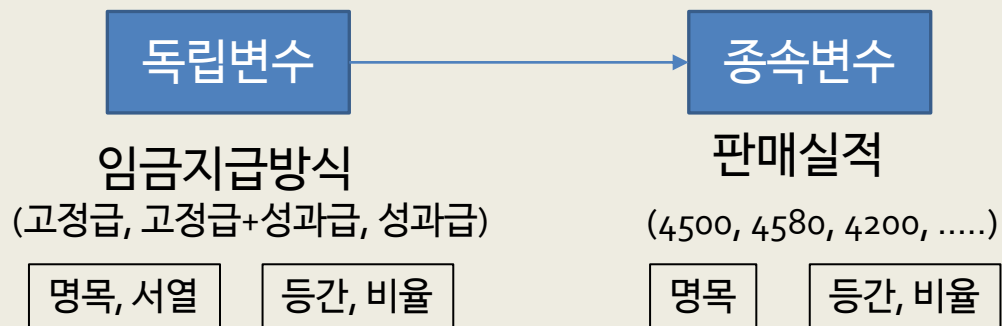 독립변수 종속변수
임금지급방식 판매실적
(고정급, 고정급+성과급, 성과급) (4500, 4580, 4200, .....)
명목, 서열 등간, 비율 명목 등간, 비율